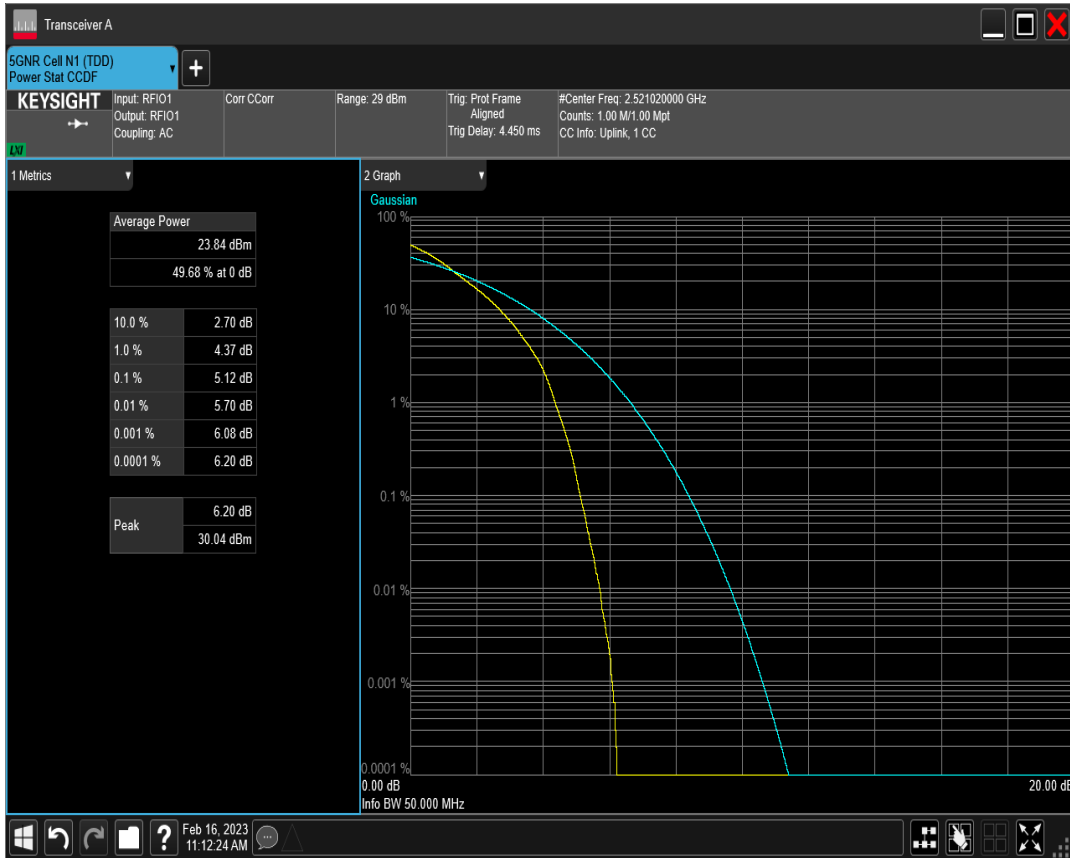 Transceiver A
5GNR Cell N1 (TDD)
Power Stat CCDF
+
KEYSIGHT
LXI
Input: RFIO1
Output: RFIO1
Coupling: AC
Corr CCorr
Range: 29 dBm
Trig: Prot Frame
Aligned
Trig Delay: 4.450 ms
#Center Freq: 2.521020000 GHz
Counts: 1.00 M/1.00 Mpt
CC Info: Uplink, 1 CC
1 Metrics
Average Power
23.84 dBm
49.68 % at 0 dB
10.0 % 2.70 dB
1.0 % 4.37 dB
0.1 % 5.12 dB
0.01 % 5.70 dB
0.001 % 6.08 dB
0.0001 % 6.20 dB
Peak
6.20 dB
30.04 dBm
2 Graph
Gaussian
100 %
10 %
1 %
0.1 %
0.01 %
0.001 %
0.0001 %
0.00 dB 20.00 dB
Info BW 50.000 MHz
?
Feb 16, 2023
11:12:24 AM